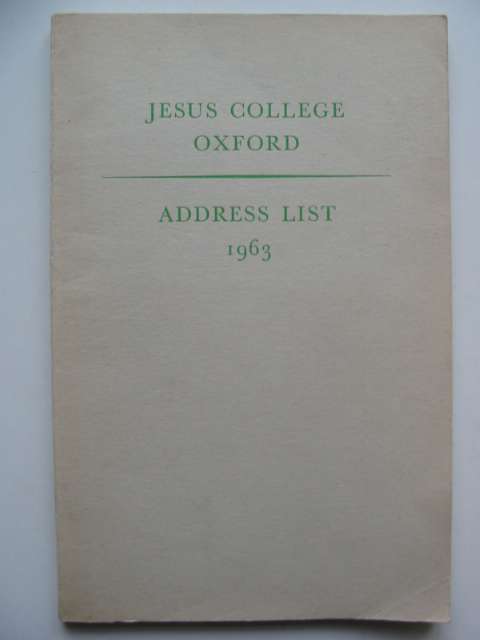 JESUS COLLEGE
OXFORD
ADDRESS LIST
1963